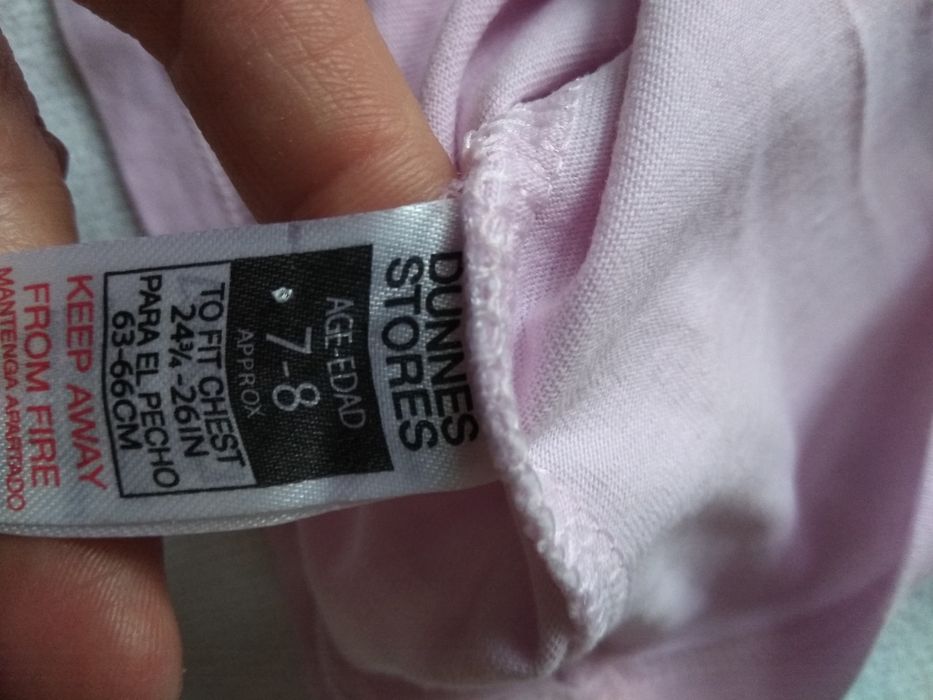 DUNNES
STORES
AGE-EDAD
7-8
APPROX
TO FIT CHEST
24¾-26IN
PARA EL PECHO
63-66CM
KEEP AWAY
FROM FIRE
MANTENGA APARTADO